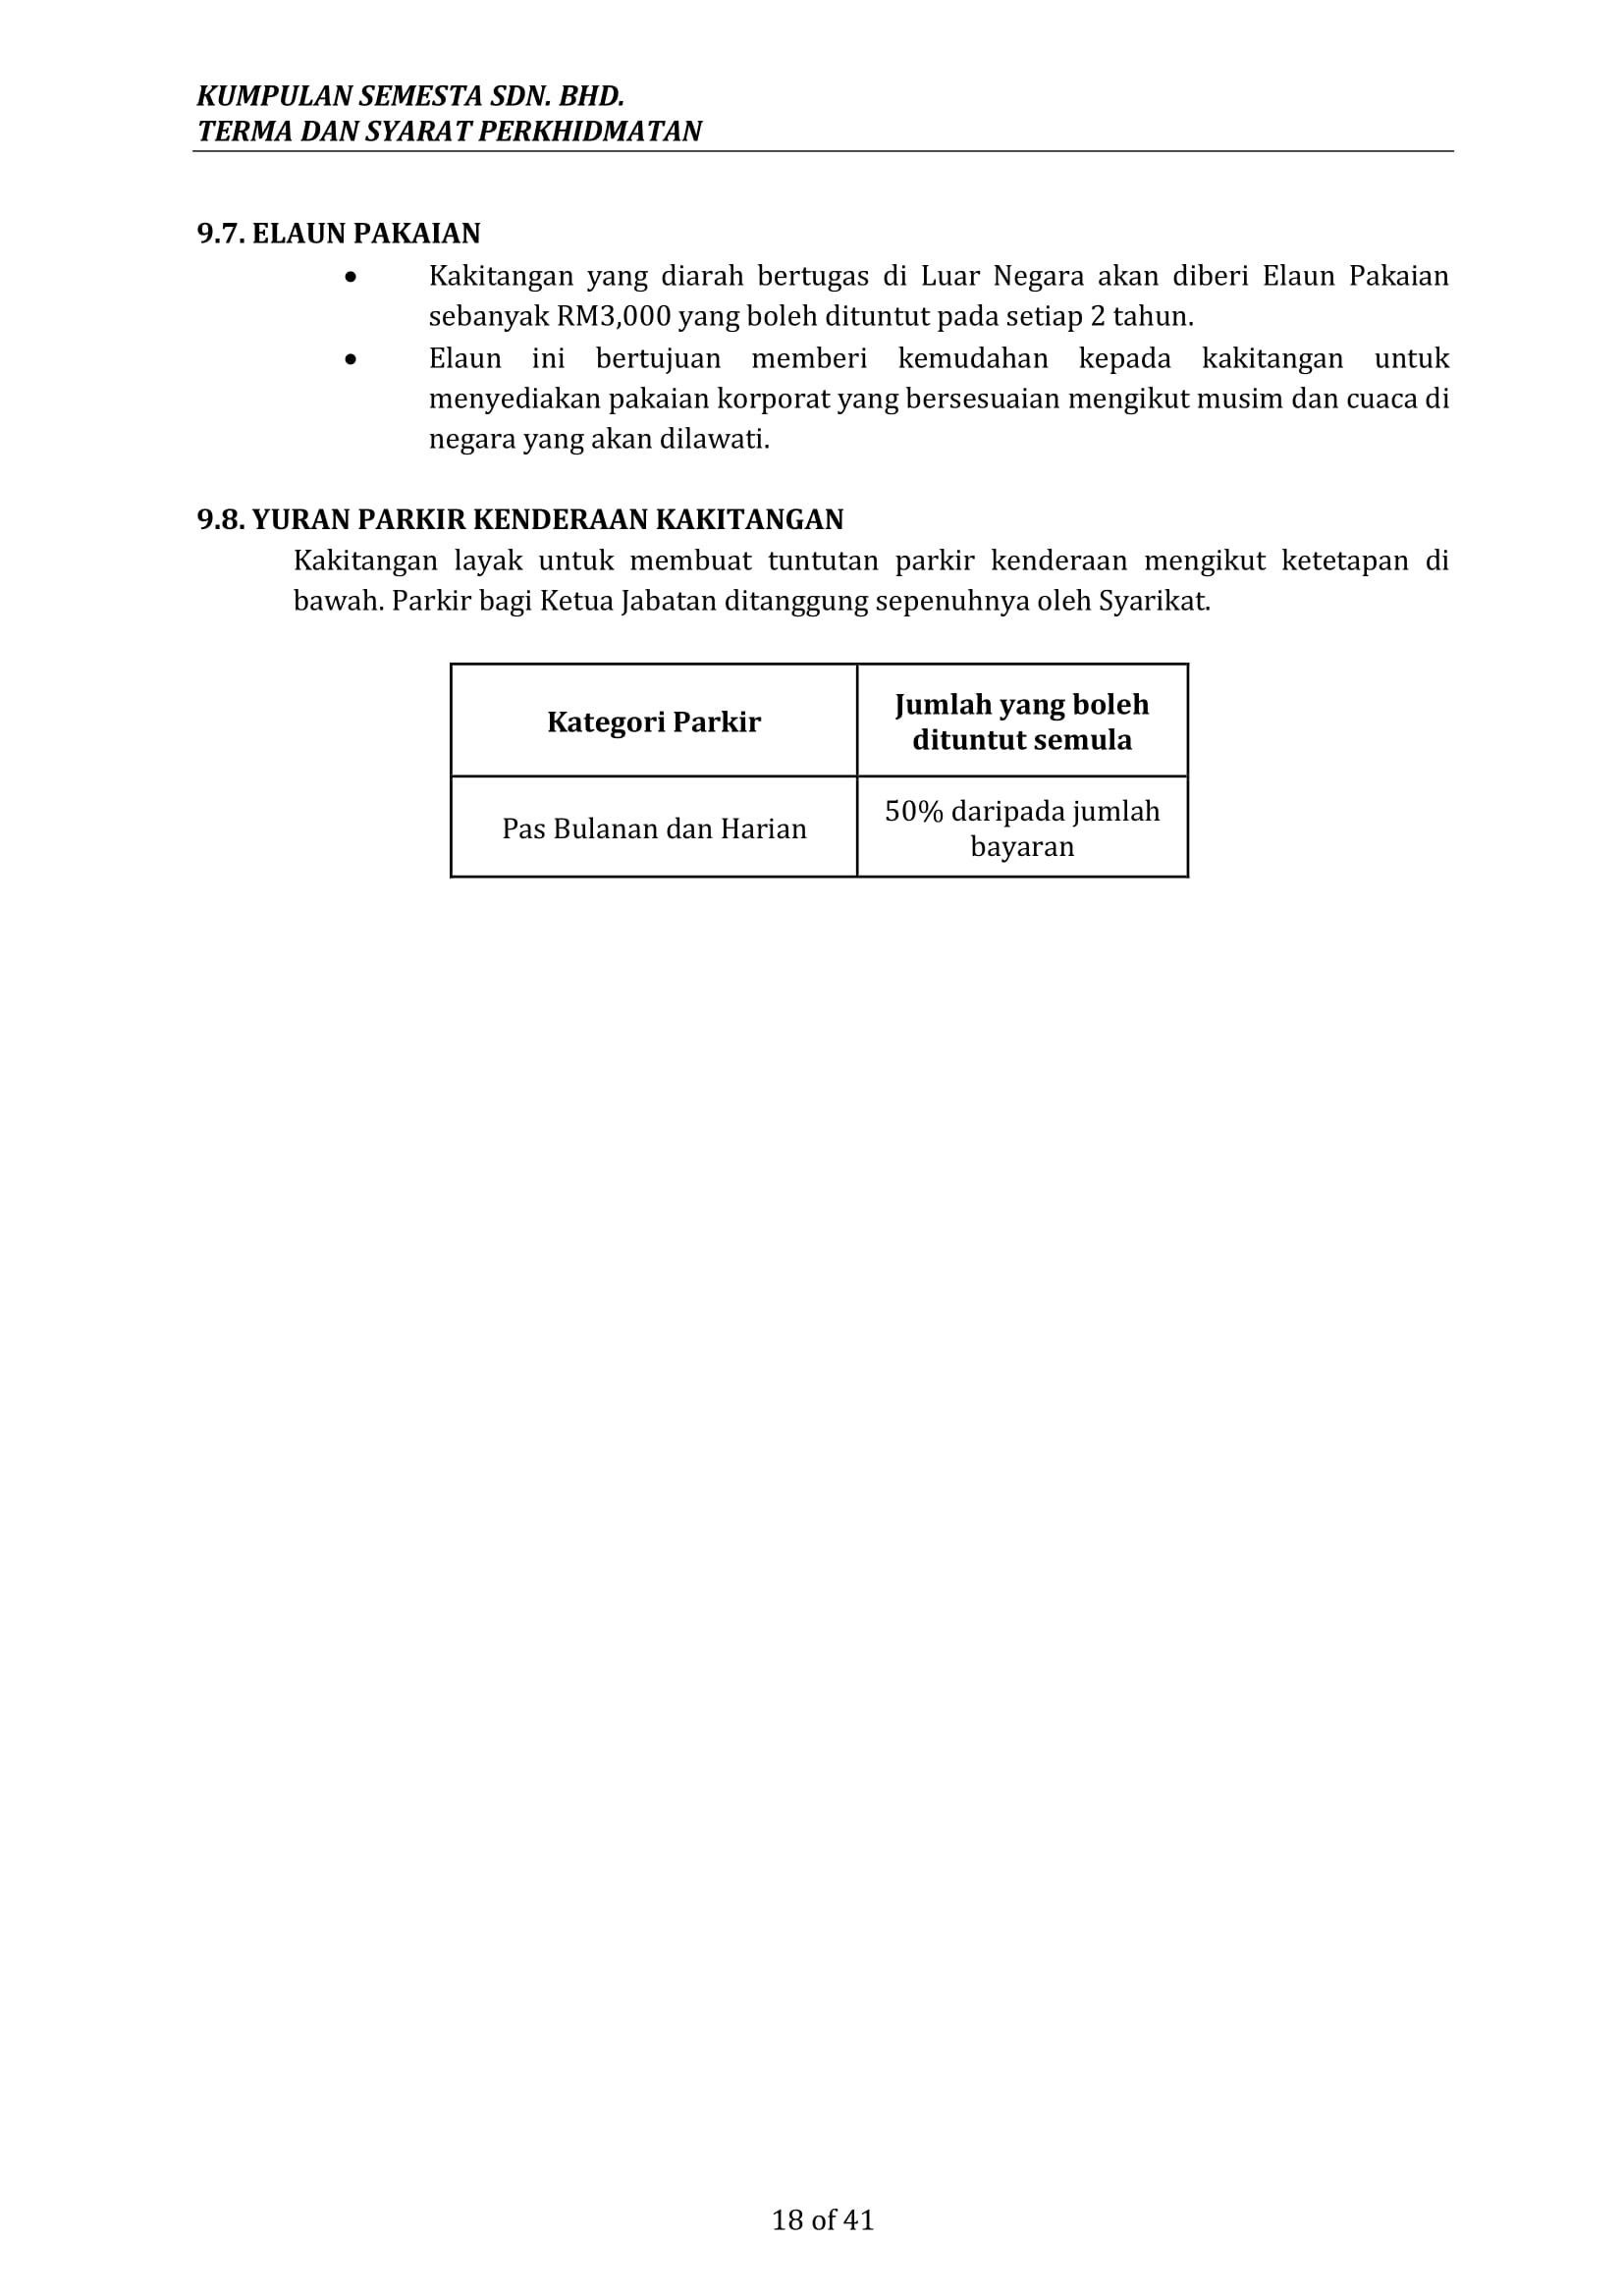 KUMPULAN SEMESTA SDN. BHD.
TERMA DAN SYARAT PERKHIDMATAN
9.7. ELAUN PAKAIAN
• Kakitangan yang diarah bertugas di Luar Negara akan diberi Elaun Pakaian
sebanyak RM3,000 yang boleh dituntut pada setiap 2 tahun.
• Elaun ini bertujuan memberi kemudahan kepada kakitangan untuk
menyediakan pakaian korporat yang bersesuaian mengikut musim dan cuaca di
negara yang akan dilawati.
9.8. YURAN PARKIR KENDERAAN KAKITANGAN
Kakitangan layak untuk membuat tuntutan parkir kenderaan mengikut ketetapan di
bawah. Parkir bagi Ketua Jabatan ditanggung sepenuhnya oleh Syarikat.
Kategori Parkir
Jumlah yang boleh
dituntut semula
Pas Bulanan dan Harian
50% daripada jumlah
bayaran
18 of 41